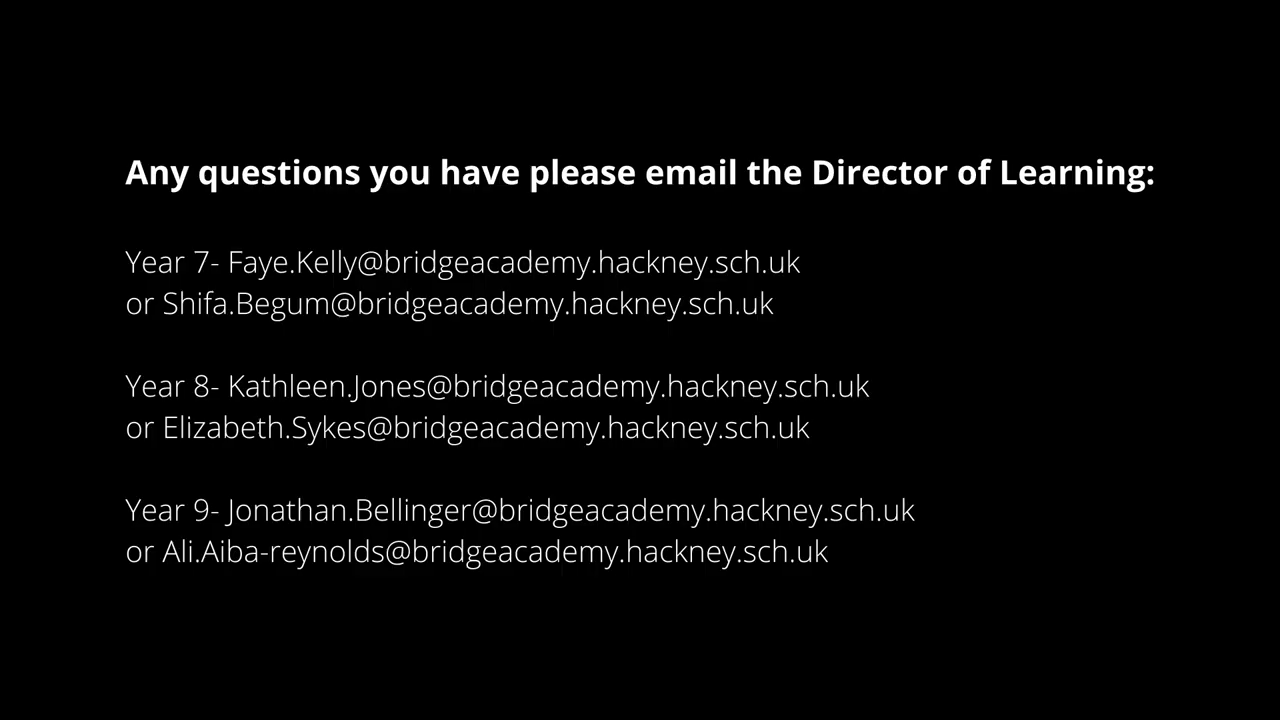 Any questions you have please email the Director of Learning:
Year 7- Faye.Kelly@bridgeacademy.hackney.sch.uk
or Shifa.Begum@bridgeacademy.hackney.sch.uk
Year 8- Kathleen.Jones@bridgeacademy.hackney.sch.uk
or Elizabeth.Sykes@bridgeacademy.hackney.sch.uk
Year 9- Jonathan.Bellinger@bridgeacademy.hackney.sch.uk
or Ali.Aiba-reynolds@bridgeacademy.hackney.sch.uk